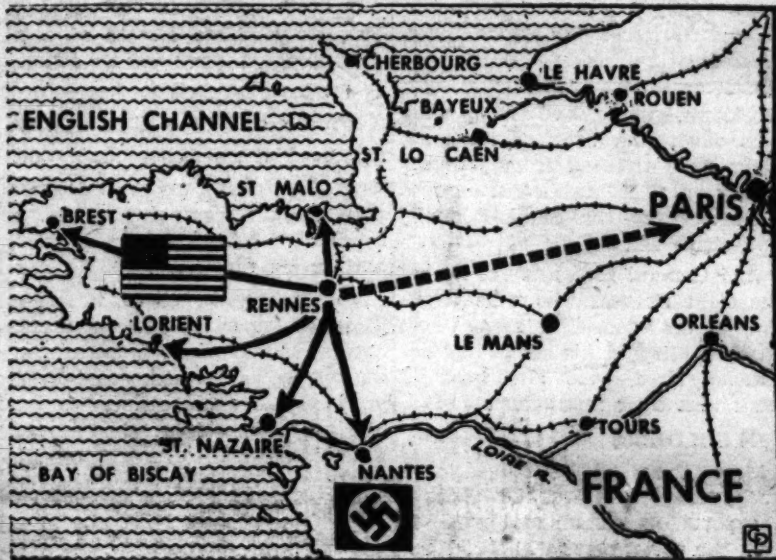 CHERBOURG
LE HAVRE
ROUEN
BAYEUX
ENGLISH CHANNEL
ST. LO CAEN
ST MALO
PARIS
BREST
RENNES
LORIENT
LE MANS
ORLEANS
ST. NAZAIRE
TOURS
LOIRE R.
BAY OF BISCAY
NANTES
FRANCE
CP